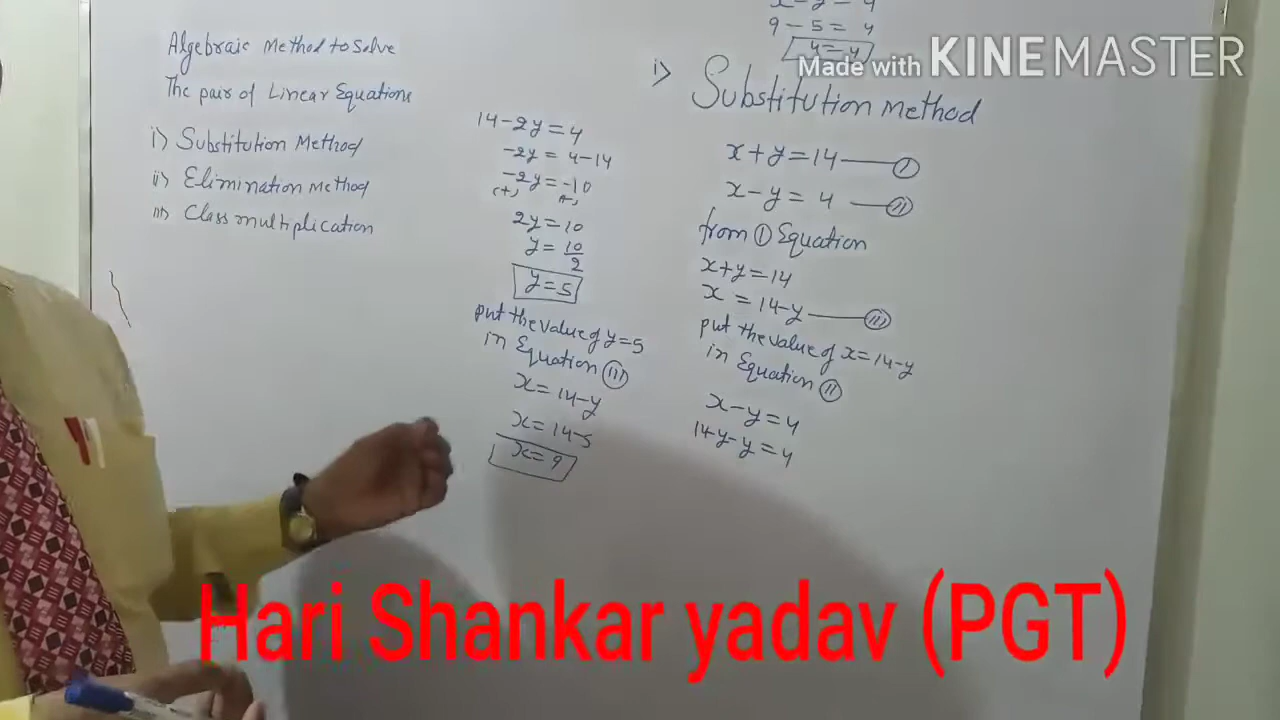 Algebraic Method to Solve
The pair of Linear Equations
i) Substitution Method
ii) Elimination Method
iii) Class multiplication
14-2y=4
-2y=4-14
-2y=-10
(+) (+)
2y=10
y=10/2
y=5
put the value of y=5
in Equation (III)
x=14-y
x=14-5
x=9
x-y=4
9-5=4
4=4
Made with KINEMASTER
i> Substitution method
x+y=14 (I)
x-y=4 (II)
from (I) Equation
x+y=14
x=14-y (III)
put the value of x=14-y
in Equation (II)
x-y=4
14-y-y=4
Hari Shankar yadav (PGT)